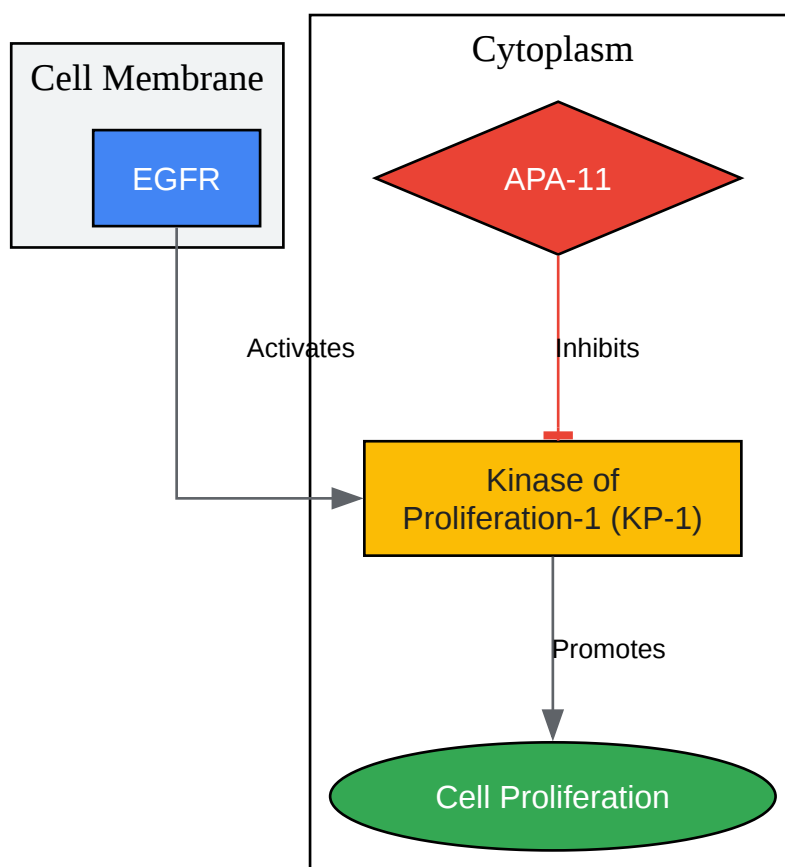 Cell Membrane
EGFR
Cytoplasm
APA-11
Activates
Inhibits
Kinase of
Proliferation-1 (KP-1)
Promotes
Cell Proliferation